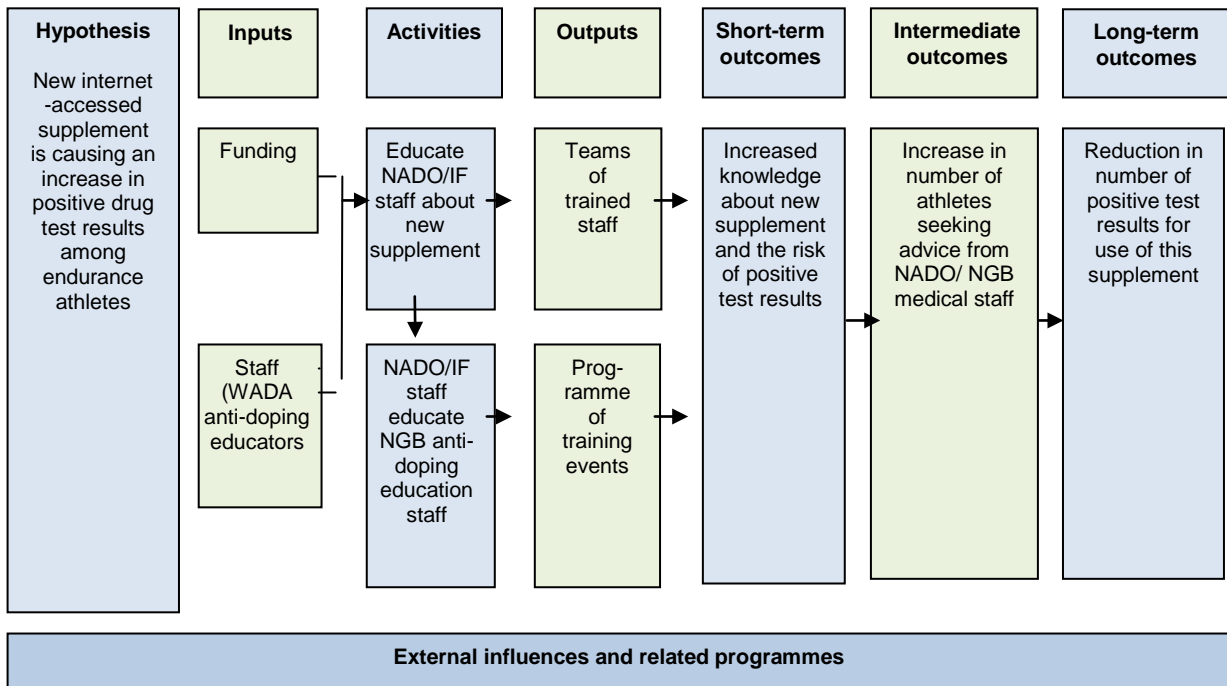 Hypothesis
New internet
-accessed
supplement
is causing an
increase in
positive drug
test results
among
endurance
athletes
Inputs
Funding
Staff
(WADA
anti-doping
educators
Activities
Educate
NADO/IF
staff about
new
supplement
NADO/IF
staff
educate
NGB anti-
doping
education
staff
Outputs
Teams
of
trained
staff
Prog-
ramme
of
training
events
Short-term
outcomes
Increased
knowledge
about new
supplement
and the risk
of positive
test results
Intermediate
outcomes
Increase in
number of
athletes
seeking
advice from
NADO/ NGB
medical staff
Long-term
outcomes
Reduction in
number of
positive test
results for
use of this
supplement
External influences and related programmes